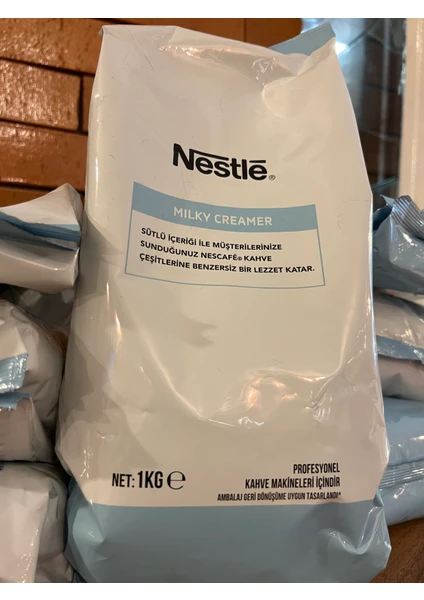 Nestlē®
MILKY CREAMER
SÜTLÜ İÇERİĞİ İLE MÜŞTERİLERİNİZE
SUNDUĞUNUZ NESCAFÉ® KAHVE
ÇEŞİTLERİNE BENZERSİZ BİR LEZZET KATAR.
NET: 1KG ℮
PROFESYONEL
KAHVE MAKİNELERİ İÇİNDİR
AMBALAJ GERİ DÖNÜŞÜME UYGUN TASARLANDI*